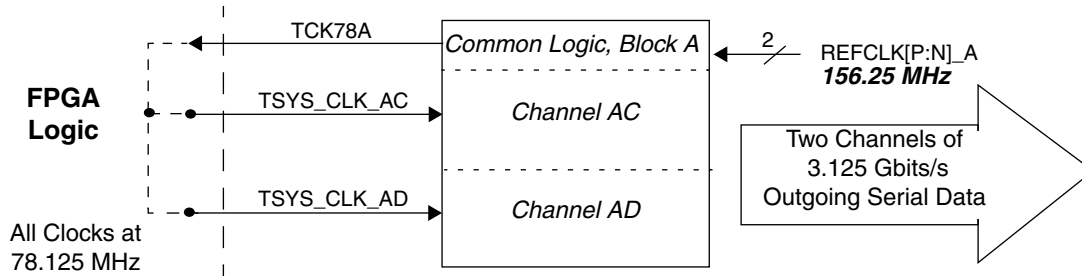 TCK78A
Common Logic, Block A
2
REFCLK[P:N]_A
156.25 MHz
FPGA
Logic
TSYS_CLK_AC
Channel AC
Two Channels of
3.125 Gbits/s
Outgoing Serial Data
TSYS_CLK_AD
Channel AD
All Clocks at
78.125 MHz